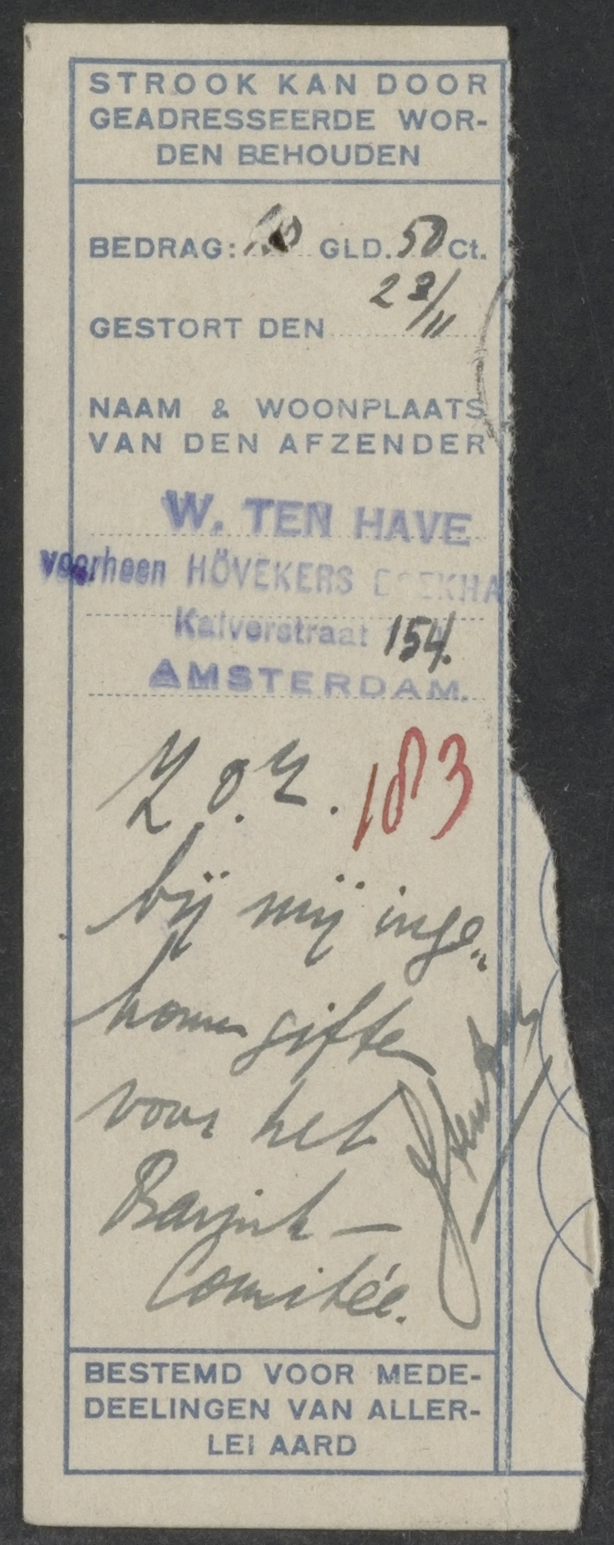 STROOK KAN DOOR
GEADRESSEERDE WOR-
DEN BEHOUDEN
BEDRAG: GLD. 50 Ct.
GESTORT DEN 23/11
NAAM & WOONPLAATS
VAN DEN AFZENDER
W. TEN HAVE
voorheen HÖVEKERS
Kalverstraat 154.
AMSTERDAM.
Z.O.Z. 183
bij mij inge„
komen giften
voor het
Comitée.
BESTEMD VOOR MEDE-
DEELINGEN VAN ALLER-
LEI AARD